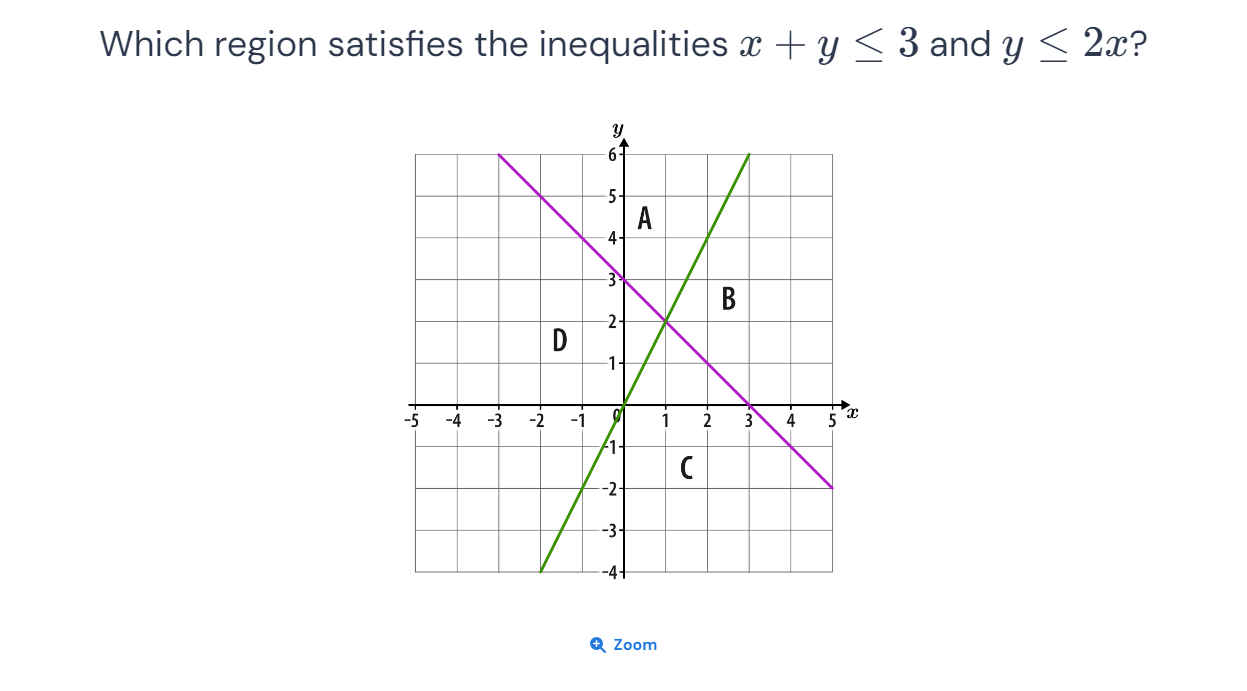 Which region satisfies the inequalities x + y ≤ 3 and y ≤ 2x?
y
6
5
A
4
3
B
2
D
1
-5 -4 -3 -2 -1 0 1 2 3 4 5 x
-1
C
-2
-3
-4
Zoom